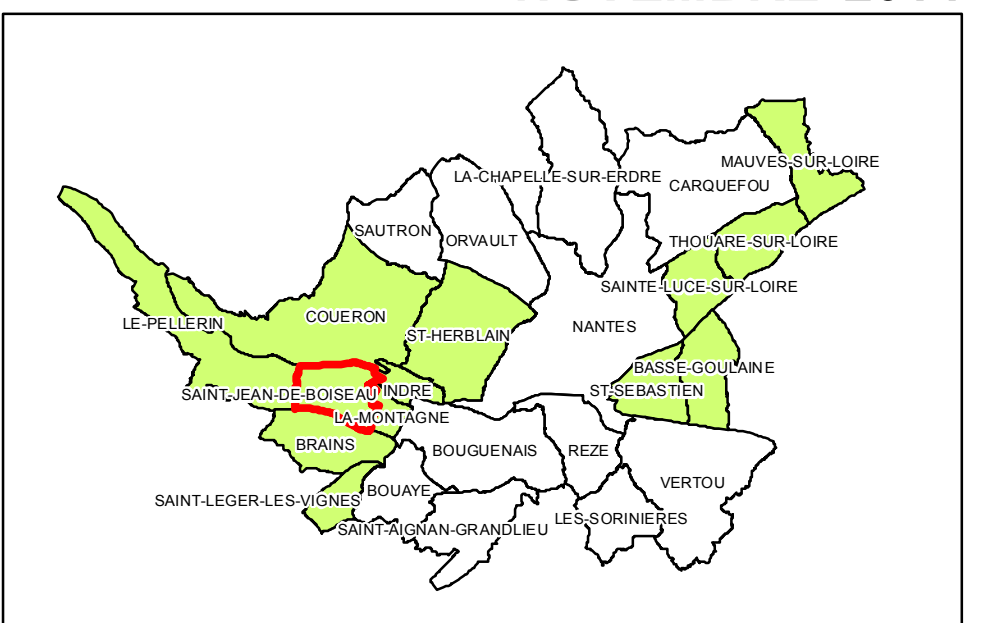 MAUVES-SUR-LOIRE
LA-CHAPELLE-SUR-ERDRE
CARQUEFOU
SAUTRON
ORVAULT
THOUARE-SUR-LOIRE
SAINTE-LUCE-SUR-LOIRE
COUERON
LE-PELLERIN
NANTES
ST-HERBLAIN
BASSE-GOULAINE
SAINT-JEAN-DE-BOISEAU
INDRE
ST-SEBASTIEN
LA-MONTAGNE
BRAINS
BOUGUENAIS
REZE
VERTOU
SAINT-LEGER-LES-VIGNES
BOUAYE
LES-SORINIERES
SAINT-AIGNAN-GRANDLIEU